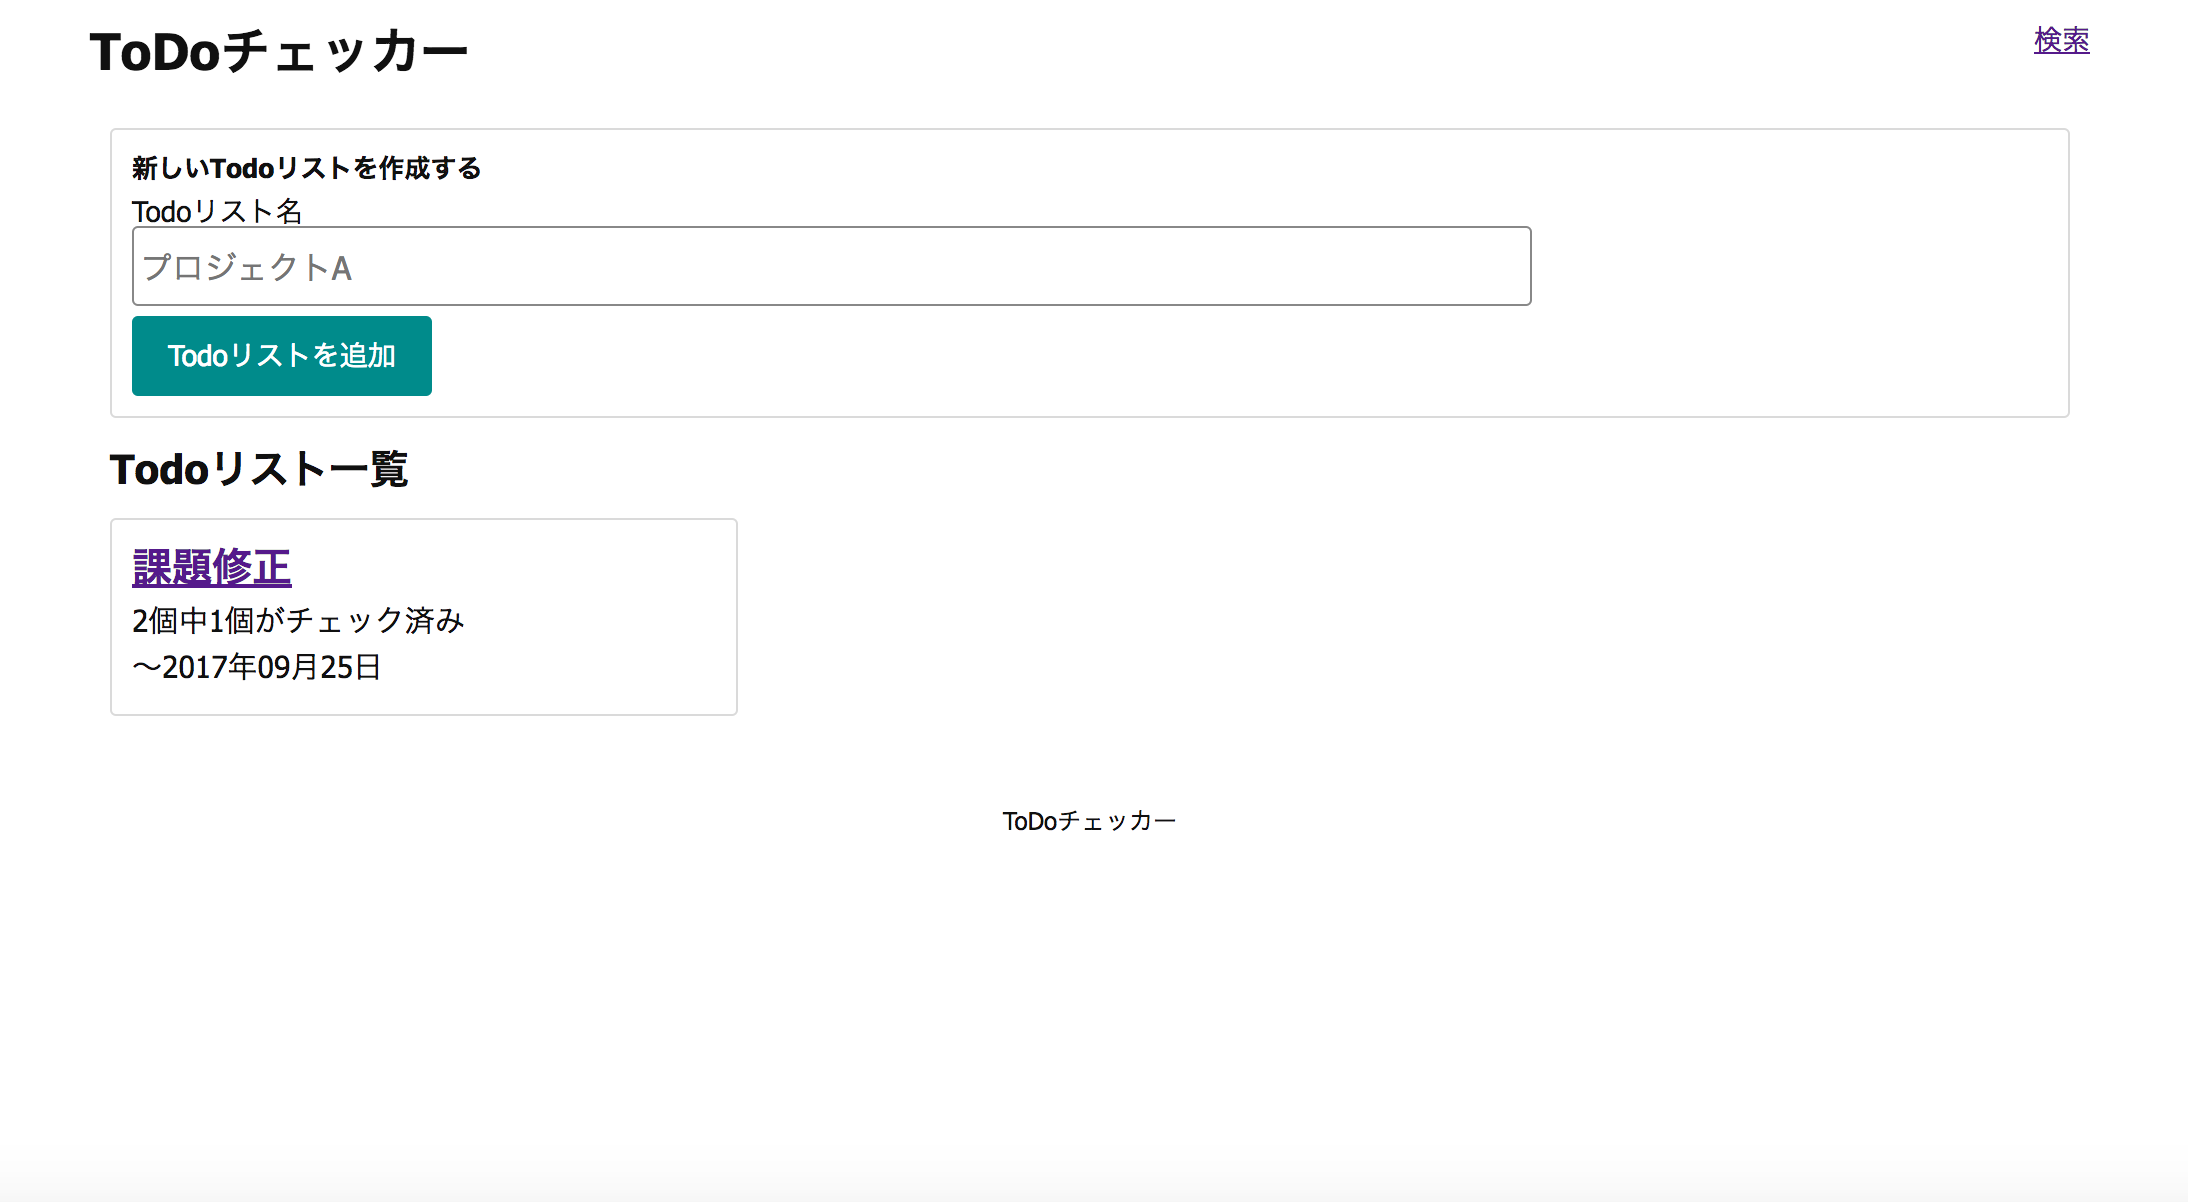 ToDoチェッカー
検索
新しいTodoリストを作成する
Todoリスト名
プロジェクトA
Todoリストを追加
Todoリスト一覧
課題修正
2個中1個がチェック済み
〜2017年09月25日
ToDoチェッカー